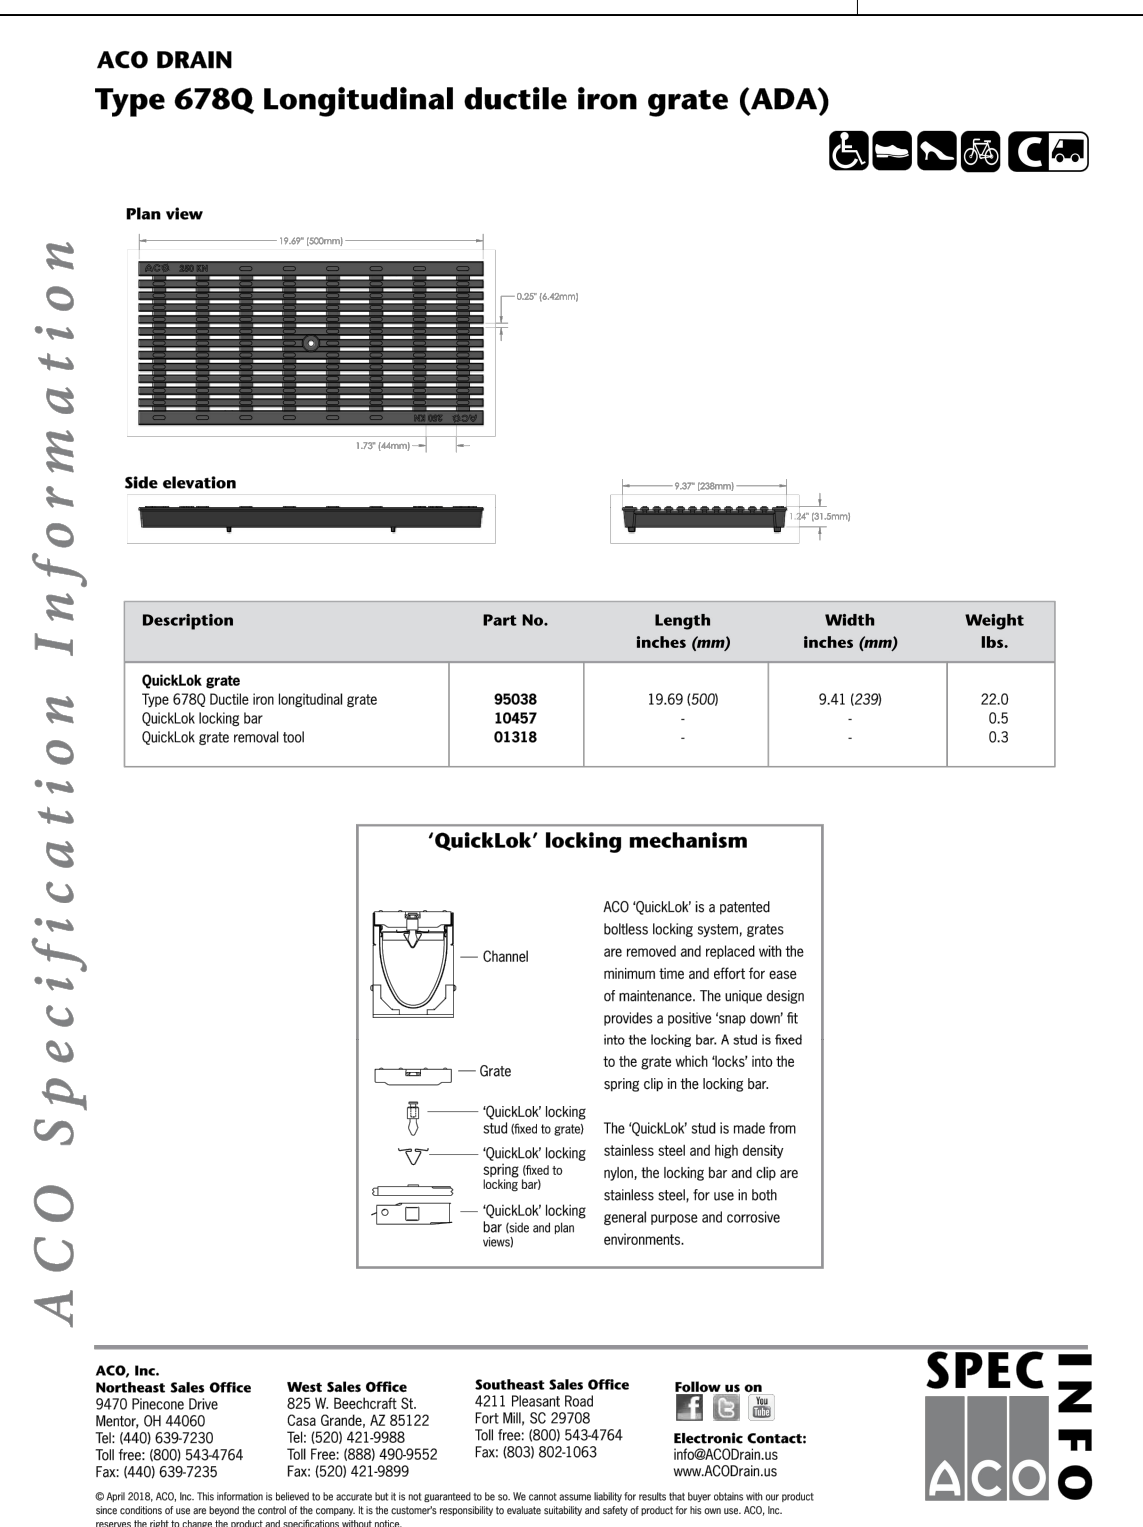 ACO DRAIN
Type 678Q Longitudinal ductile iron grate (ADA)
C
ACO Specification Information
Plan view
19.69" (500mm)
ACO 250 KN
0.25" (6.42mm)
ACO 250 KN
1.73" (44mm)
Side elevation
9.37" (238mm)
1.24" (31.5mm)
Description Part No. Length Width Weight
inches (mm) inches (mm) lbs.
QuickLok grate
Type 678Q Ductile iron longitudinal grate 95038 19.69 (500) 9.41 (239) 22.0
QuickLok locking bar 10457 - - 0.5
QuickLok grate removal tool 01318 - - 0.3
‘QuickLok’ locking mechanism
Channel
Grate
‘QuickLok’ locking
stud (fixed to grate)
‘QuickLok’ locking
spring (fixed to
locking bar)
‘QuickLok’ locking
bar (side and plan
views)
ACO ‘QuickLok’ is a patented
boltless locking system, grates
are removed and replaced with the
minimum time and effort for ease
of maintenance. The unique design
provides a positive ‘snap down’ fit
into the locking bar. A stud is fixed
to the grate which ‘locks’ into the
spring clip in the locking bar.
The ‘QuickLok’ stud is made from
stainless steel and high density
nylon, the locking bar and clip are
stainless steel, for use in both
general purpose and corrosive
environments.
ACO, Inc.
Northeast Sales Office
9470 Pinecone Drive
Mentor, OH 44060
Tel: (440) 639-7230
Toll free: (800) 543-4764
Fax: (440) 639-7235
West Sales Office
825 W. Beechcraft St.
Casa Grande, AZ 85122
Tel: (520) 421-9988
Toll Free: (888) 490-9552
Fax: (520) 421-9899
Southeast Sales Office
4211 Pleasant Road
Fort Mill, SC 29708
Toll free: (800) 543-4764
Fax: (803) 802-1063
Follow us on
f t You Tube
Electronic Contact:
info@ACODrain.us
www.ACODrain.us
SPEC
INFO
ACO
© April 2018, ACO, Inc. This information is believed to be accurate but it is not guaranteed to be so. We cannot assume liability for results that buyer obtains with our product
since conditions of use are beyond the control of the company. It is the customer's responsibility to evaluate suitability and safety of product for his own use. ACO, Inc.
reserves the right to change the product and specifications without notice.